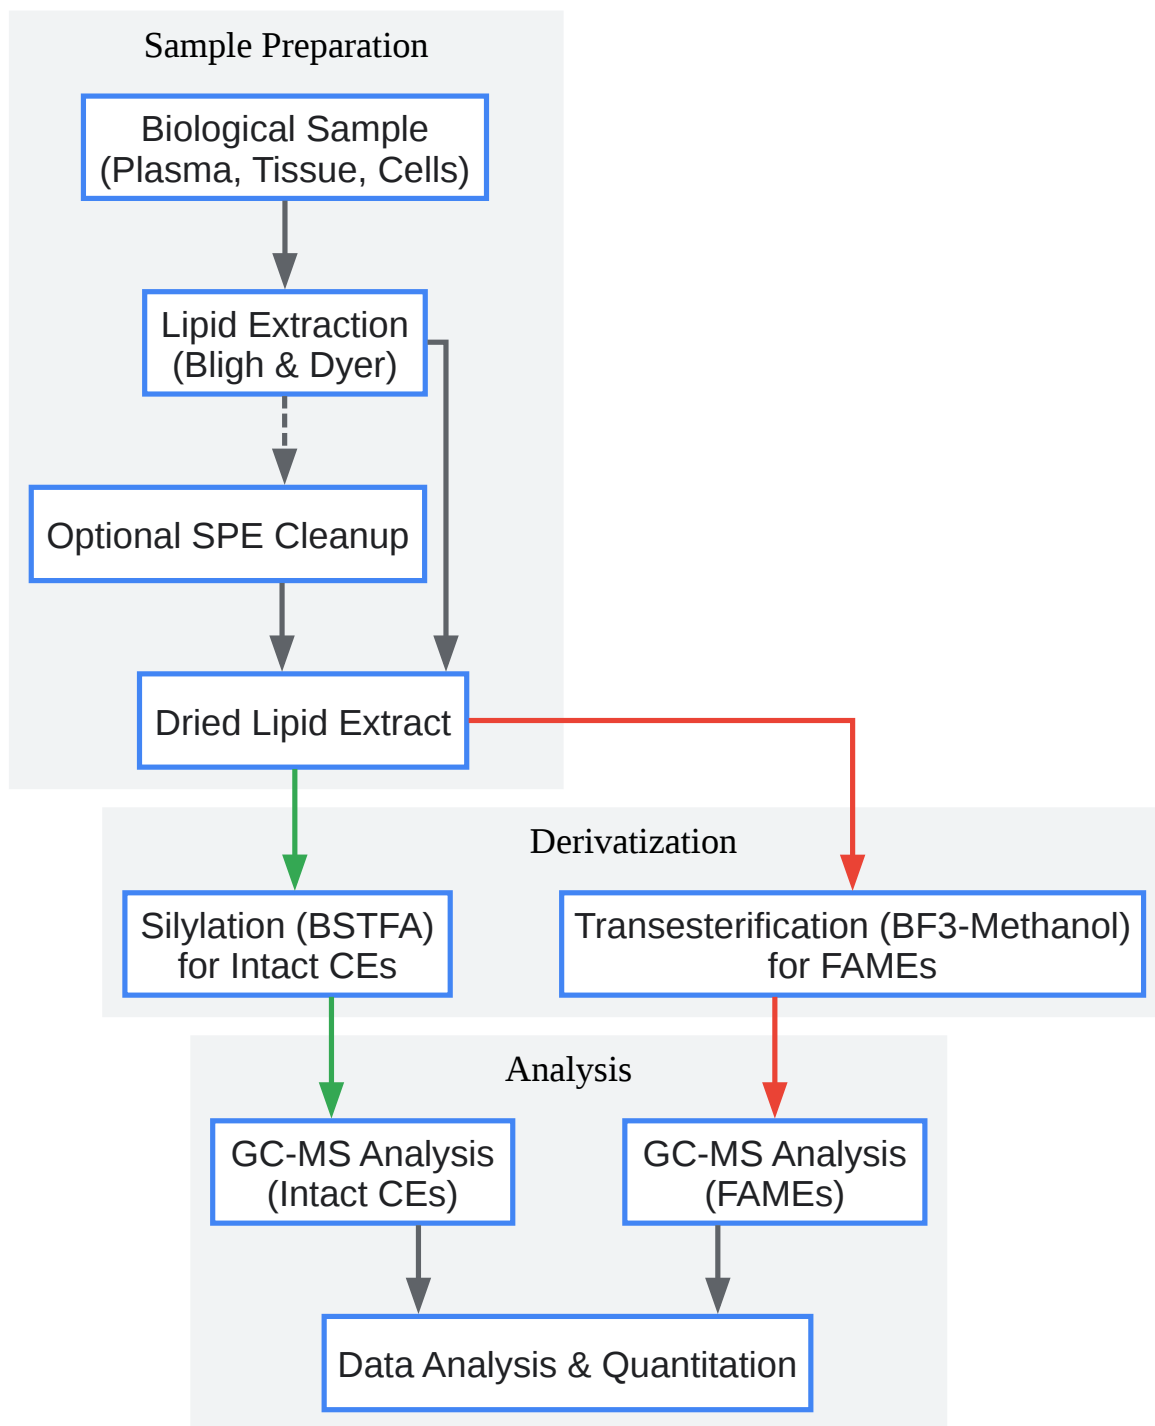 Sample Preparation
Biological Sample
(Plasma, Tissue, Cells)
Lipid Extraction
(Bligh & Dyer)
Optional SPE Cleanup
Dried Lipid Extract
Derivatization
Silylation (BSTFA)
for Intact CEs
Transesterification (BF3-Methanol)
for FAMEs
Analysis
GC-MS Analysis
(Intact CEs)
GC-MS Analysis
(FAMEs)
Data Analysis & Quantitation